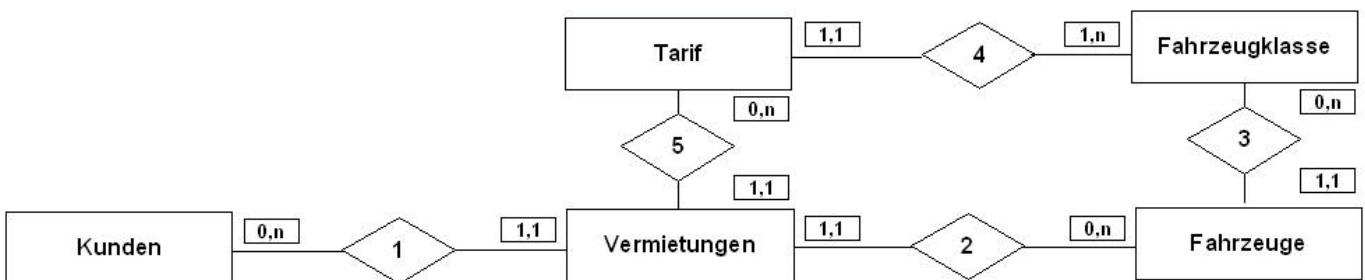 Tarif
1,1
4
1,n
Fahrzeugklasse
0,n
0,n
5
3
1,1
1,1
Kunden
0,n
1
1,1
Vermietungen
1,1
2
0,n
Fahrzeuge